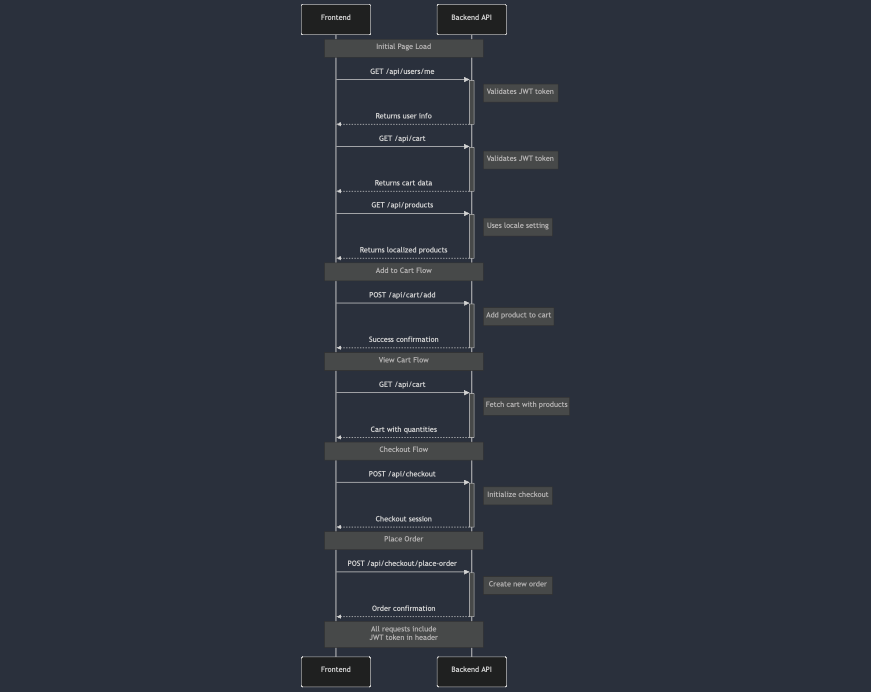 Frontend
Backend API
Initial Page Load
GET /api/users/me
Validates JWT token
Returns user info
GET /api/cart
Validates JWT token
Returns cart data
GET /api/products
Uses locale setting
Returns localized products
Add to Cart Flow
POST /api/cart/add
Add product to cart
Success confirmation
View Cart Flow
GET /api/cart
Fetch cart with products
Cart with quantities
Checkout Flow
POST /api/checkout
Initialize checkout
Checkout session
Place Order
POST /api/checkout/place-order
Create new order
Order confirmation
All requests include
JWT token in header
Frontend
Backend API